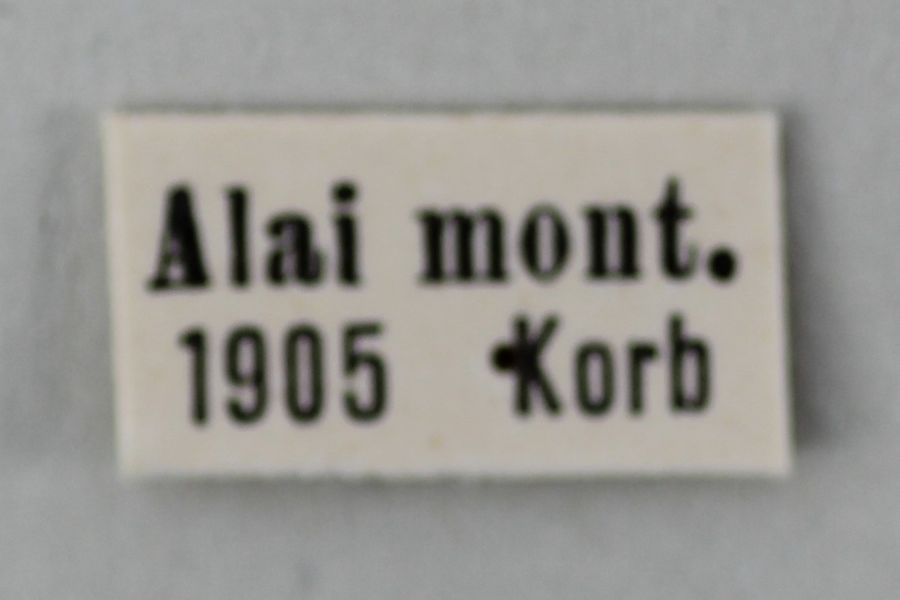 Alai mont.
1905 Korb